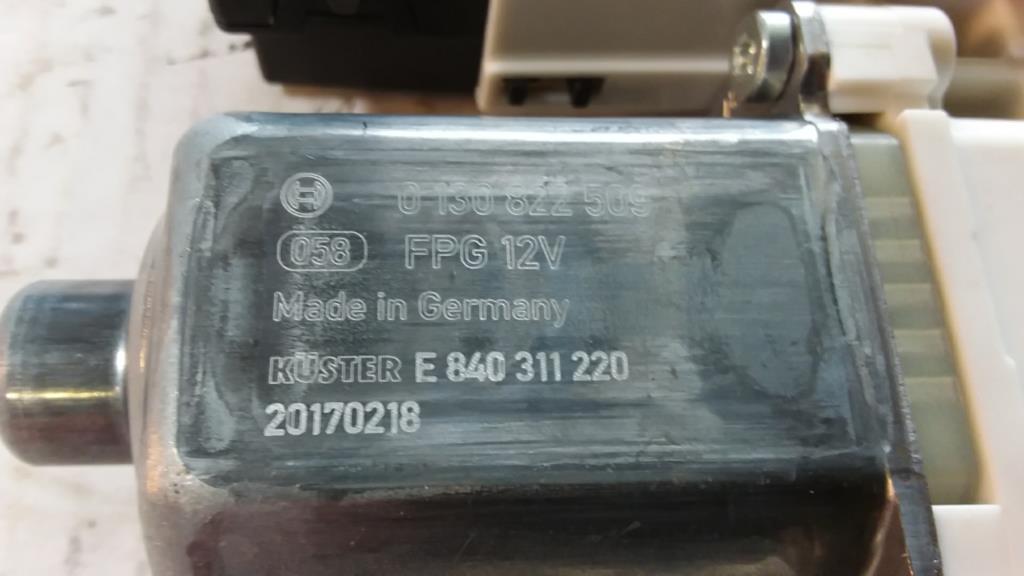 0 130 822 509
058 FPG 12V
Made in Germany
KÜSTER E 840 311 220
20170218